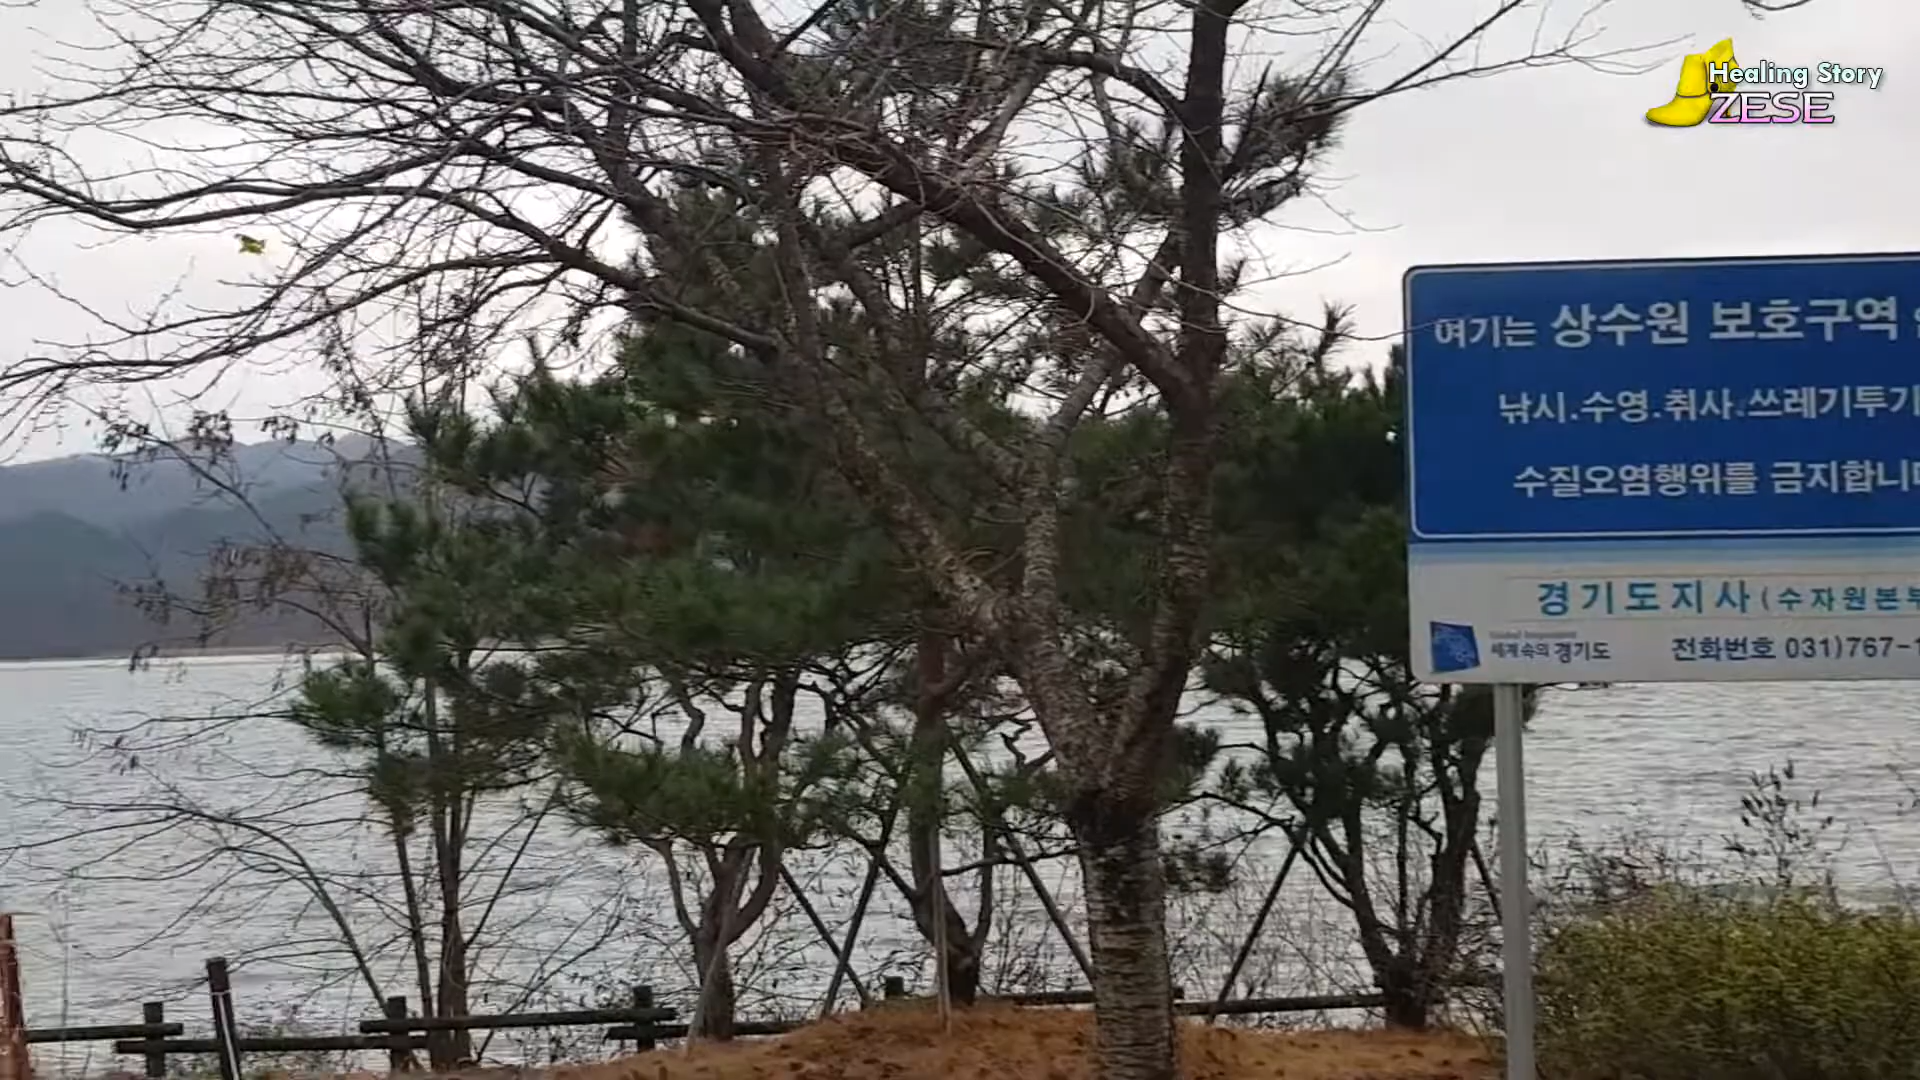 Healing Story
ZESE
여기는 상수원 보호구역
낚시.수영.취사.쓰레기투기
수질오염행위를 금지합니
경기도지사(수자원본부
세계속의 경기도
전화번호 031)767-1